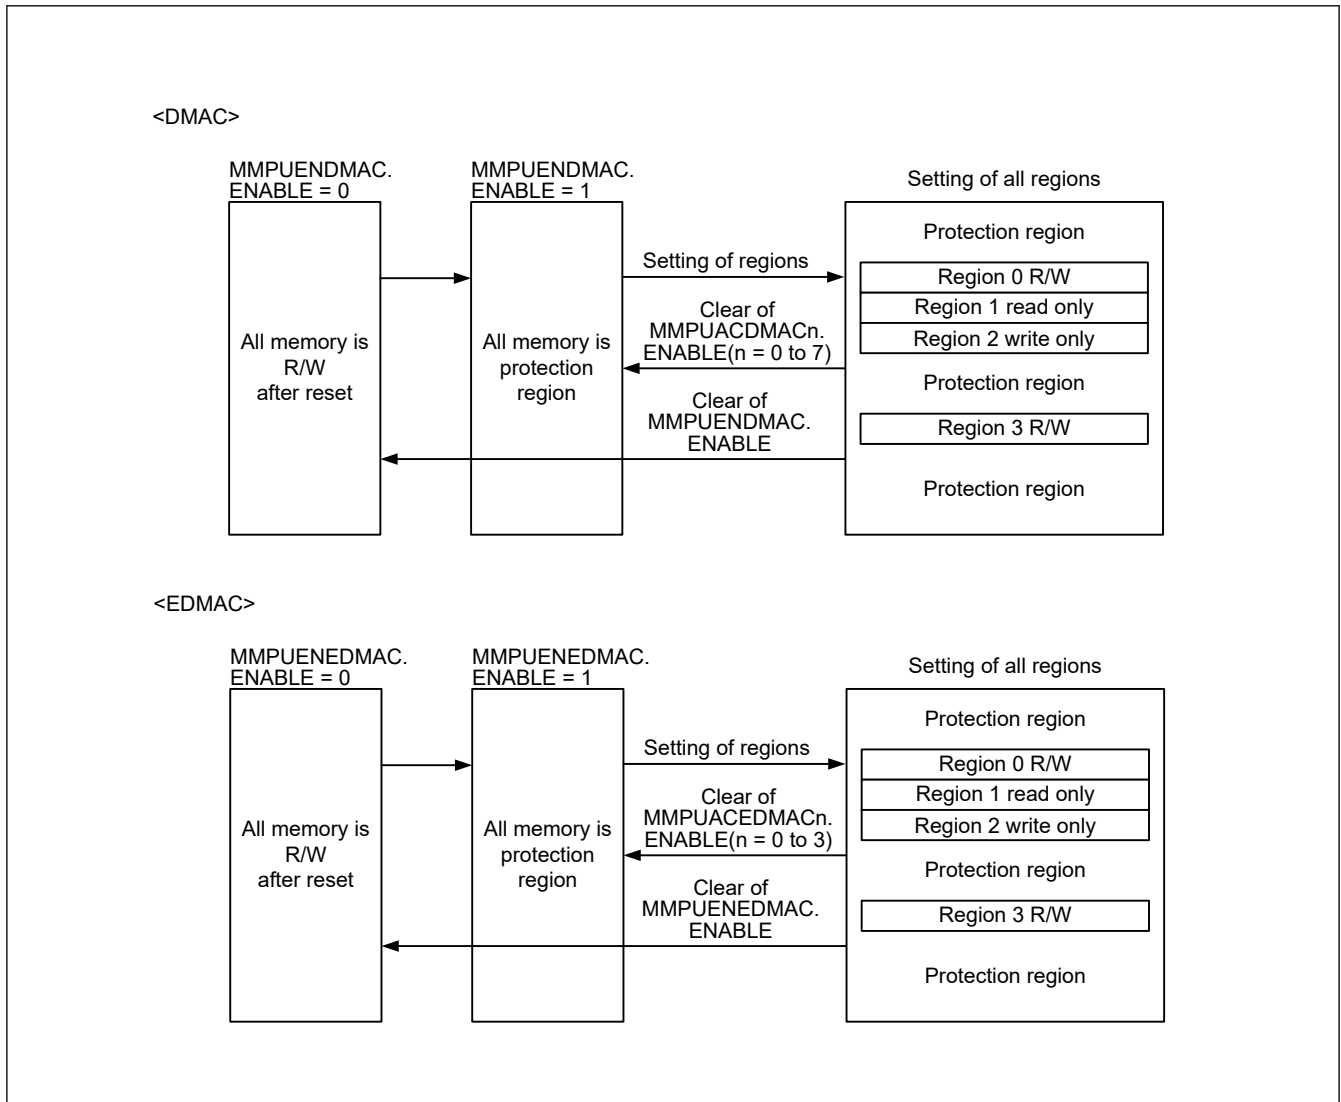 <DMAC>
MMPUENDMAC.
ENABLE = 0
MMPUENDMAC.
ENABLE = 1
Setting of all regions
All memory is
R/W
after reset
All memory is
protection
region
Setting of regions
Clear of
MMPUACDMACn.
ENABLE(n = 0 to 7)
Clear of
MMPUENDMAC.
ENABLE
Protection region
Region 0 R/W
Region 1 read only
Region 2 write only
Protection region
Region 3 R/W
Protection region
<EDMAC>
MMPUENEDMAC.
ENABLE = 0
MMPUENEDMAC.
ENABLE = 1
Setting of all regions
All memory is
R/W
after reset
All memory is
protection
region
Setting of regions
Clear of
MMPUACEDMACn.
ENABLE(n = 0 to 3)
Clear of
MMPUENEDMAC.
ENABLE
Protection region
Region 0 R/W
Region 1 read only
Region 2 write only
Protection region
Region 3 R/W
Protection region